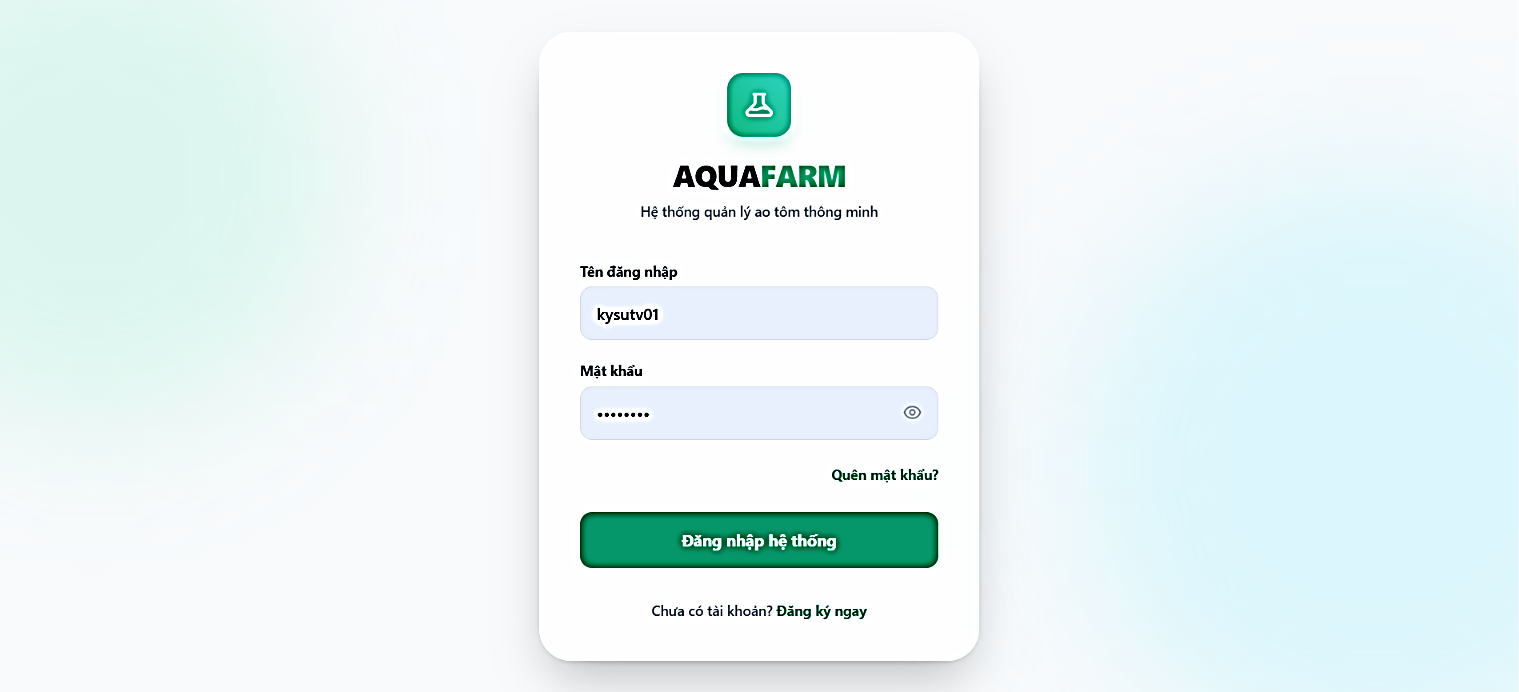 AQUAFARM
Hệ thống quản lý ao tôm thông minh
Tên đăng nhập
kysutv01
Mật khẩu
••••••••
Quên mật khẩu?
Đăng nhập hệ thống
Chưa có tài khoản? Đăng ký ngay